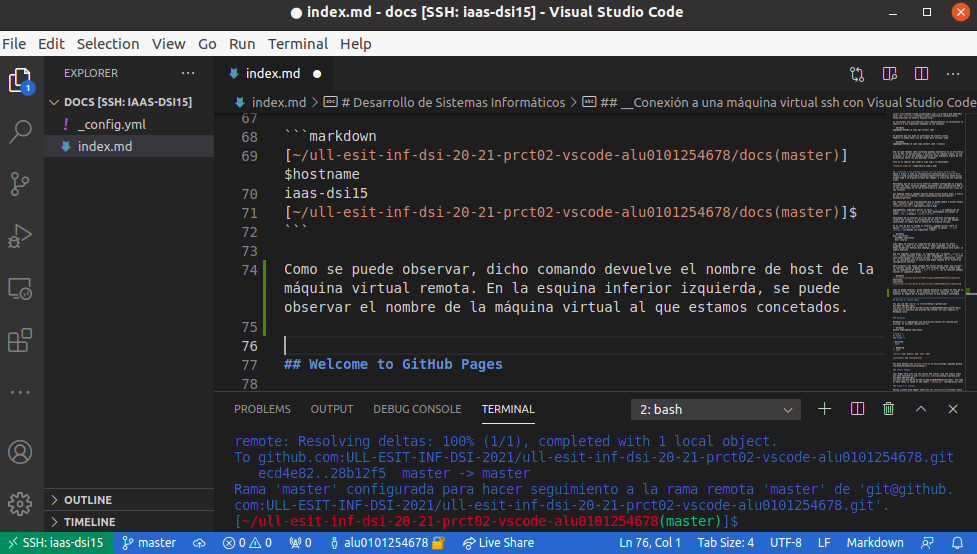 ● index.md - docs [SSH: iaas-dsi15] - Visual Studio Code
File Edit Selection View Go Run Terminal Help
EXPLORER
index.md
DOCS [SSH: IAAS-DSI15]
_config.yml
index.md
index.md > # Desarrollo de Sistemas Informáticos > ## __Conexión a una máquina virtual ssh con Visual Studio Code
67
68 ```markdown
69 [~/ull-esit-inf-dsi-20-21-prct02-vscode-alu0101254678/docs(master)]
$hostname
70 iaas-dsi15
71 [~/ull-esit-inf-dsi-20-21-prct02-vscode-alu0101254678/docs(master)]$
72 ```
73
74 Como se puede observar, dicho comando devuelve el nombre de host de la
máquina virtual remota. En la esquina inferior izquierda, se puede
observar el nombre de la máquina virtual al que estamos concetados.
75
76
77 ## Welcome to GitHub Pages
78
PROBLEMS OUTPUT DEBUG CONSOLE TERMINAL 2: bash
remote: Resolving deltas: 100% (1/1), completed with 1 local object.
To github.com:ULL-ESIT-INF-DSI-2021/ull-esit-inf-dsi-20-21-prct02-vscode-alu0101254678.git
ecd4e82..28b12f5 master -> master
Rama 'master' configurada para hacer seguimiento a la rama remota 'master' de 'git@github.
com:ULL-ESIT-INF-DSI-2021/ull-esit-inf-dsi-20-21-prct02-vscode-alu0101254678.git'.
[~/ull-esit-inf-dsi-20-21-prct02-vscode-alu0101254678(master)]$
1
OUTLINE
TIMELINE
SSH: iaas-dsi15 master 0 0 0 alu0101254678 Live Share Ln 76, Col 1 Tab Size: 4 UTF-8 LF Markdown